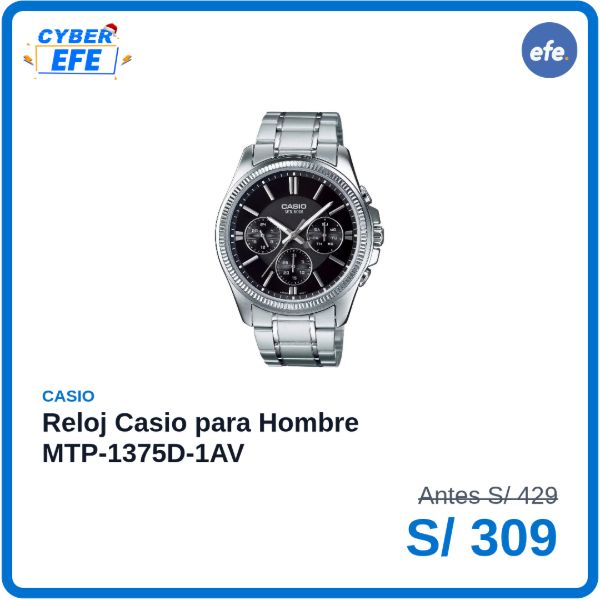 CYBER
EFE
efe.
CASIO
CASIO
Reloj Casio para Hombre
MTP-1375D-1AV
Antes S/ 429
S/ 309